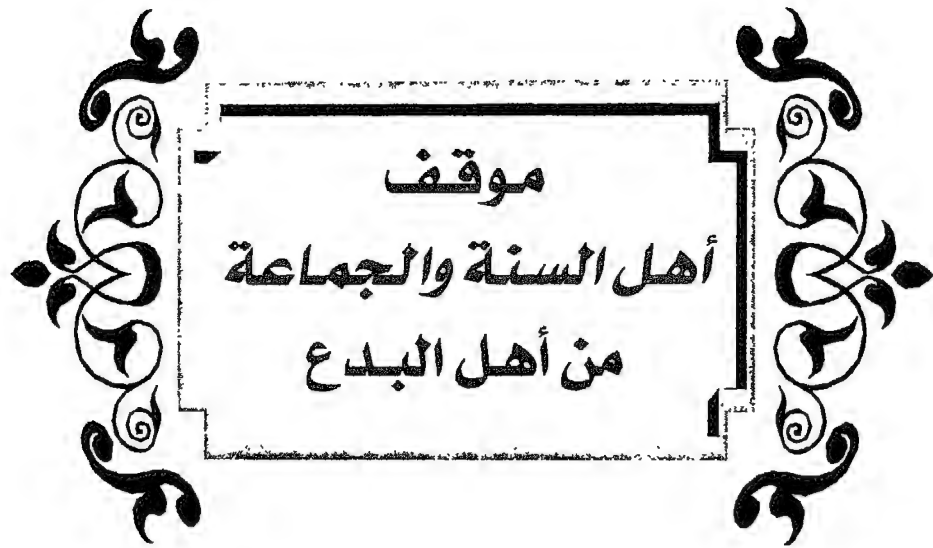 موقف
أهل السنة والجماعة
من أهل البدع